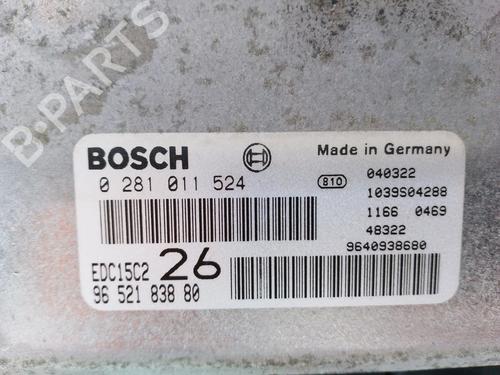 B-PARTS
BOSCH
Made in Germany
0 281 011 524
810
040322
1039S04288
1166 0469
48322
9640938680
EDC15C2
26
96 521 838 80